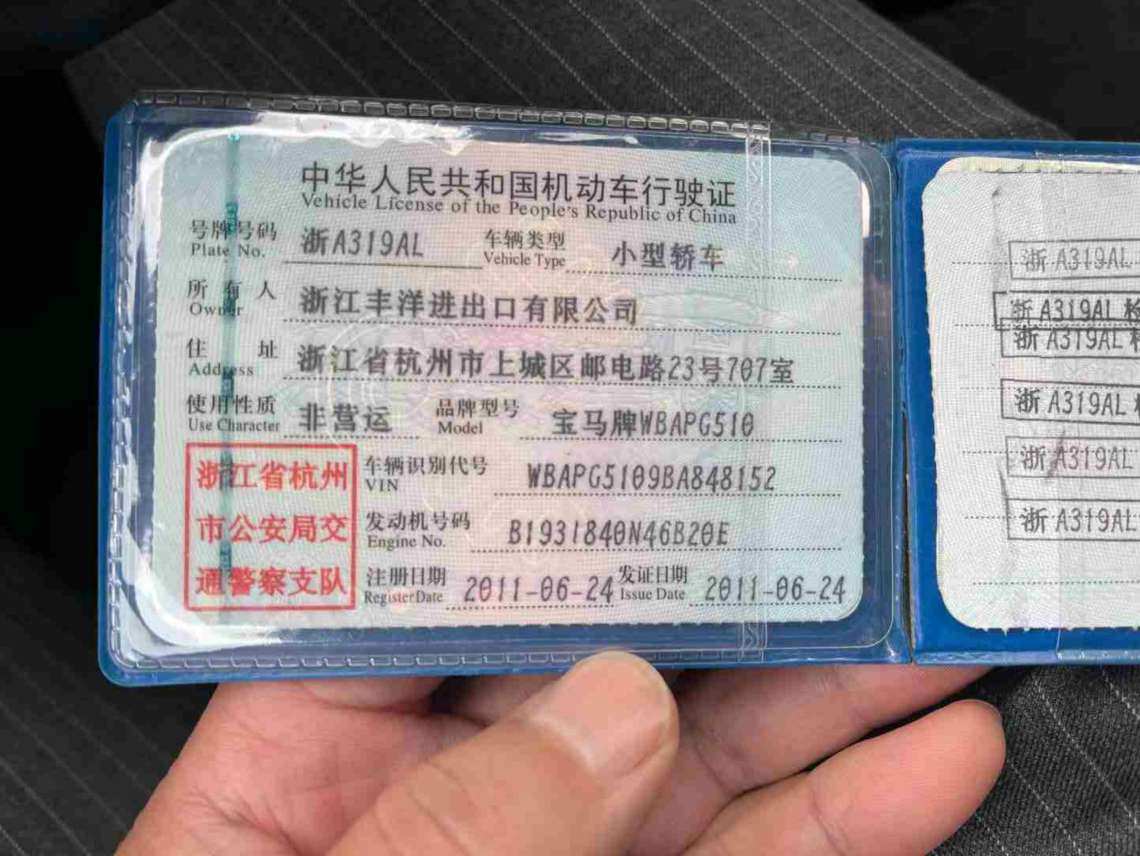 中华人民共和国机动车行驶证
Vehicle License of the People's Republic of China
号牌号码 浙A319AL 车辆类型 小型轿车
Plate No. Vehicle Type
所有人 浙江丰洋进出口有限公司
Owner
住址 浙江省杭州市上城区邮电路23号707室
Address
使用性质 非营运 品牌型号 宝马牌WBAPG510
Use Character Model
浙江省杭州
市公安局交
通警察支队
车辆识别代号 WBAPG5109BA848152
VIN
发动机号码 B1931840N46B20E
Engine No.
注册日期 2011-06-24 发证日期 2011-06-24
Register Date Issue Date
浙A319AL
浙A319AL 检
浙A319AL 检
浙A319AL
浙A319AL
浙A319AL